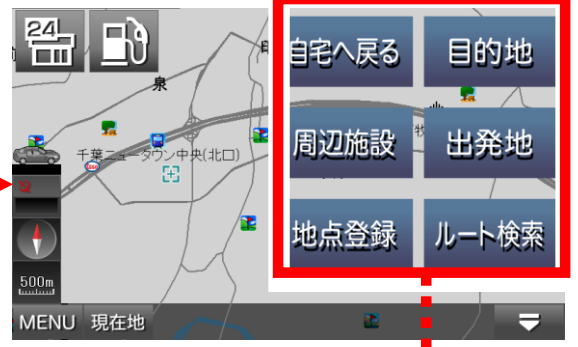 24
自宅へ戻る 目的地
泉
周辺施設 出発地
千葉ニュータウン中央(北口)
地点登録 ルート検索
500m
MENU 現在地